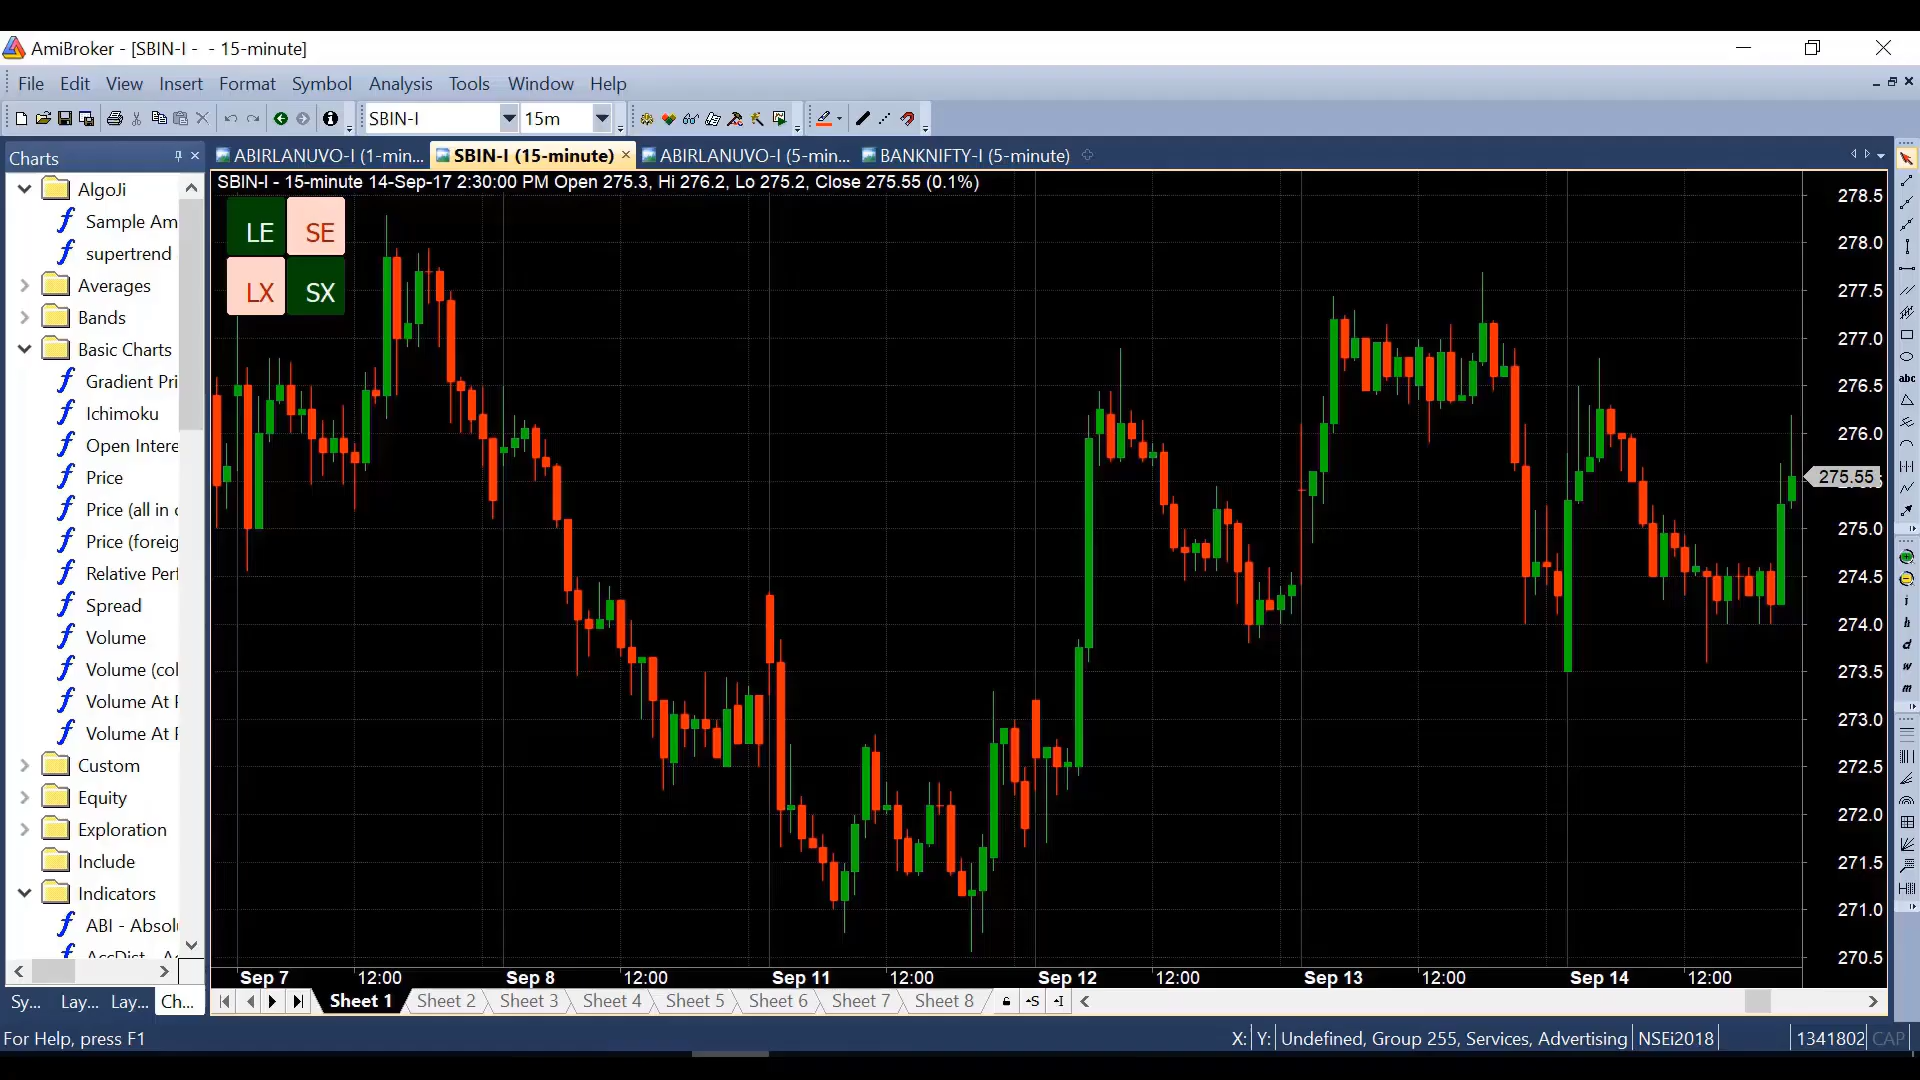 AmiBroker - [SBIN-I - - 15-minute]
File Edit View Insert Format Symbol Analysis Tools Window Help
SBIN-I 15m
Charts
ABIRLANUVO-I (1-min... SBIN-I (15-minute) ABIRLANUVO-I (5-min... BANKNIFTY-I (5-minute)
SBIN-I - 15-minute 14-Sep-17 2:30:00 PM Open 275.3, Hi 276.2, Lo 275.2, Close 275.55 (0.1%)
LE SE
LX SX
AlgoJi
Sample Am
supertrend
Averages
Bands
Basic Charts
Gradient Pri
Ichimoku
Open Intere
Price
Price (all in
Price (foreig
Relative Perf
Spread
Volume
Volume (col
Volume At P
Volume At P
Custom
Equity
Exploration
Include
Indicators
ABI - Absol
278.5
278.0
277.5
277.0
276.5
276.0
275.55
275.0
274.5
274.0
273.5
273.0
272.5
272.0
271.5
271.0
270.5
abc
i
h
d
w
m
Sep 7 12:00 Sep 8 12:00 Sep 11 12:00 Sep 12 12:00 Sep 13 12:00 Sep 14 12:00
Sy... Lay... Lay... Ch...
Sheet 1 Sheet 2 Sheet 3 Sheet 4 Sheet 5 Sheet 6 Sheet 7 Sheet 8
For Help, press F1
X: Y: Undefined, Group 255, Services, Advertising NSEi2018 1341802 CAP